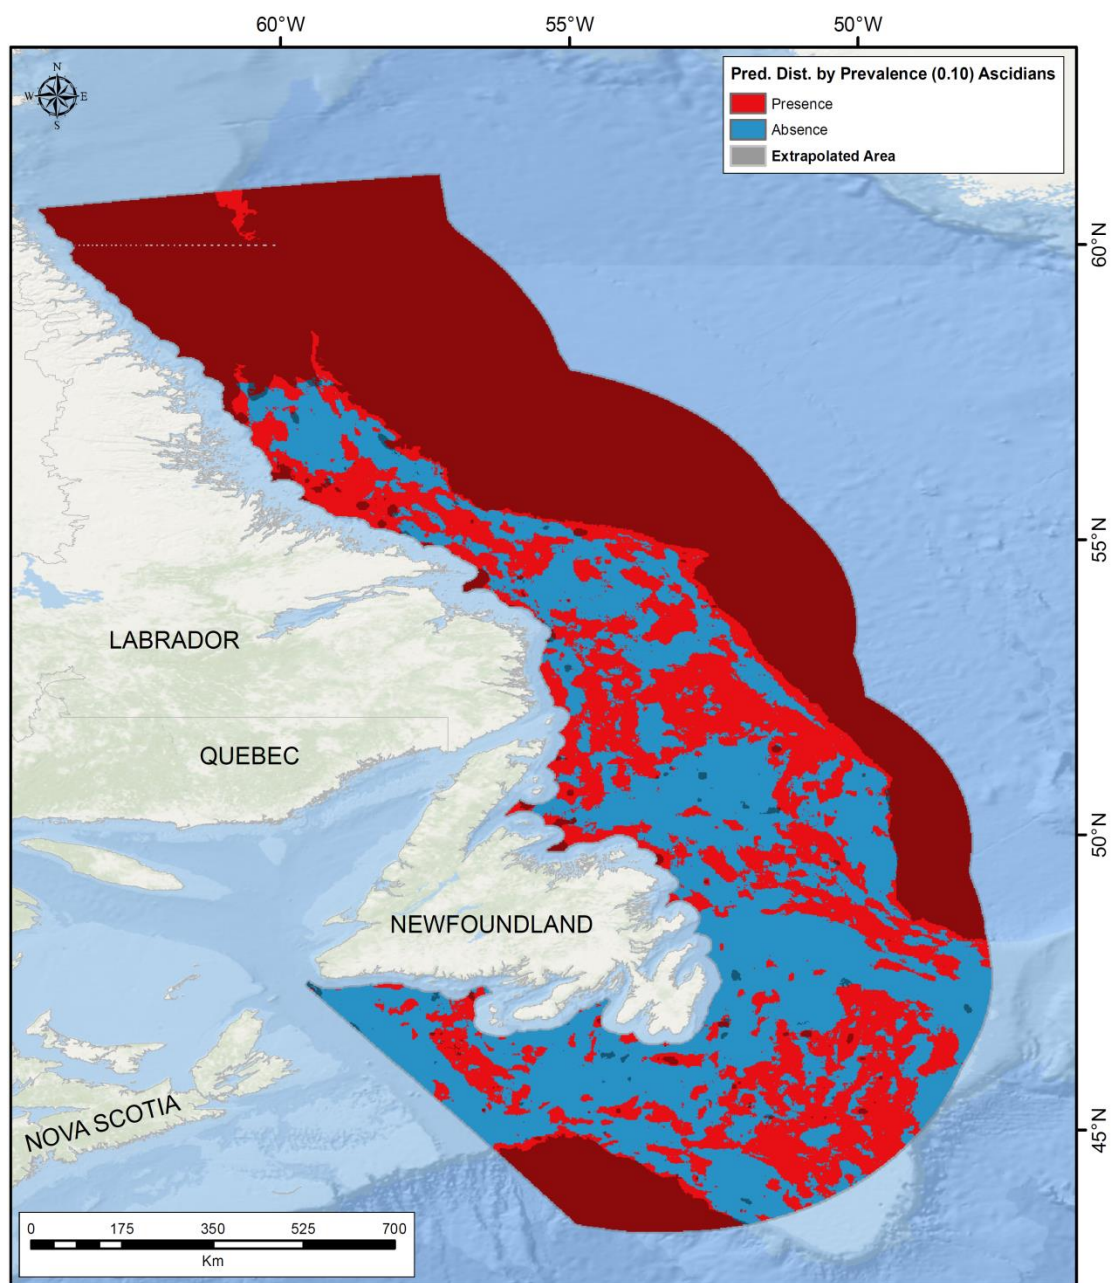 60°W 55°W 50°W
N
W E
S
Pred. Dist. by Prevalence (0.10) Ascidians
Presence
Absence
Extrapolated Area
60°N
55°N
LABRADOR
QUEBEC
50°N
NEWFOUNDLAND
45°N
NOVA SCOTIA
0 175 350 525 700
Km